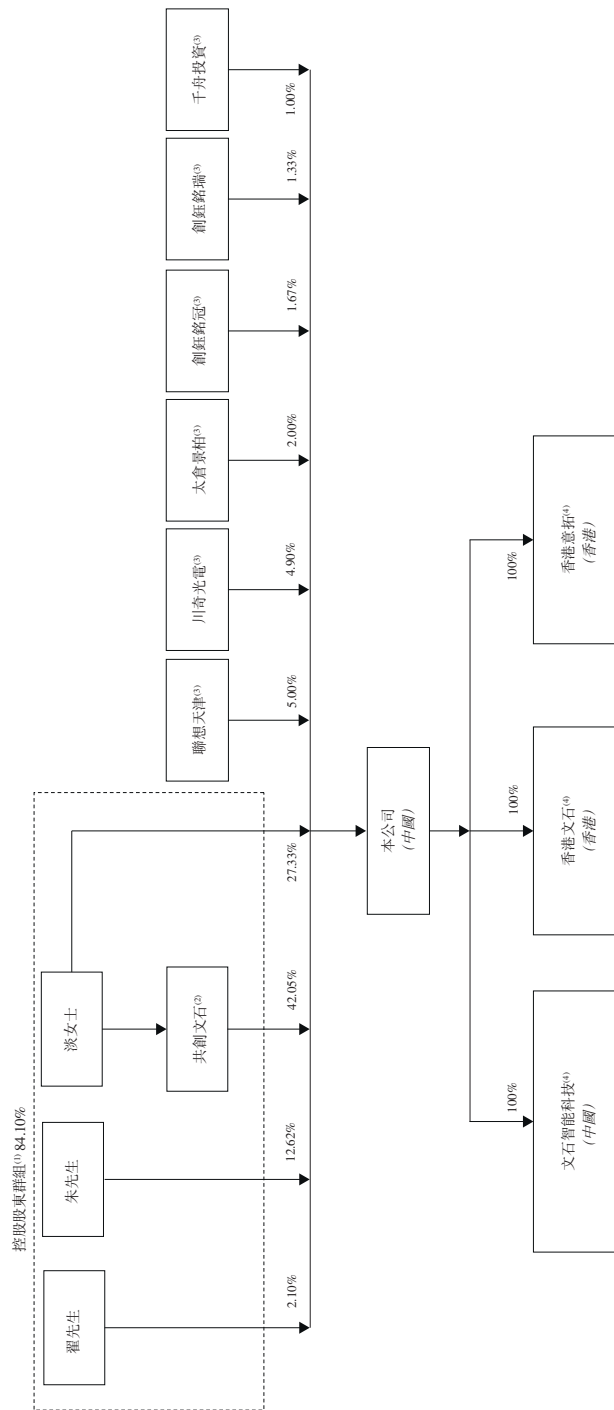 控股股東群組⁽¹⁾ 84.10%
翟先生
朱先生
淡女士
共創文石⁽²⁾
聯想天津⁽³⁾
川奇光電⁽³⁾
太倉景柏⁽³⁾
創鈺銘冠⁽³⁾
創鈺銘瑞⁽³⁾
千舟投資⁽³⁾
2.10%
12.62%
42.05%
27.33%
5.00%
4.90%
2.00%
1.67%
1.33%
1.00%
本公司
(中國)
100%
100%
100%
文石智能科技⁽⁴⁾
(中國)
香港文石⁽⁴⁾
(香港)
香港意拓⁽⁴⁾
(香港)